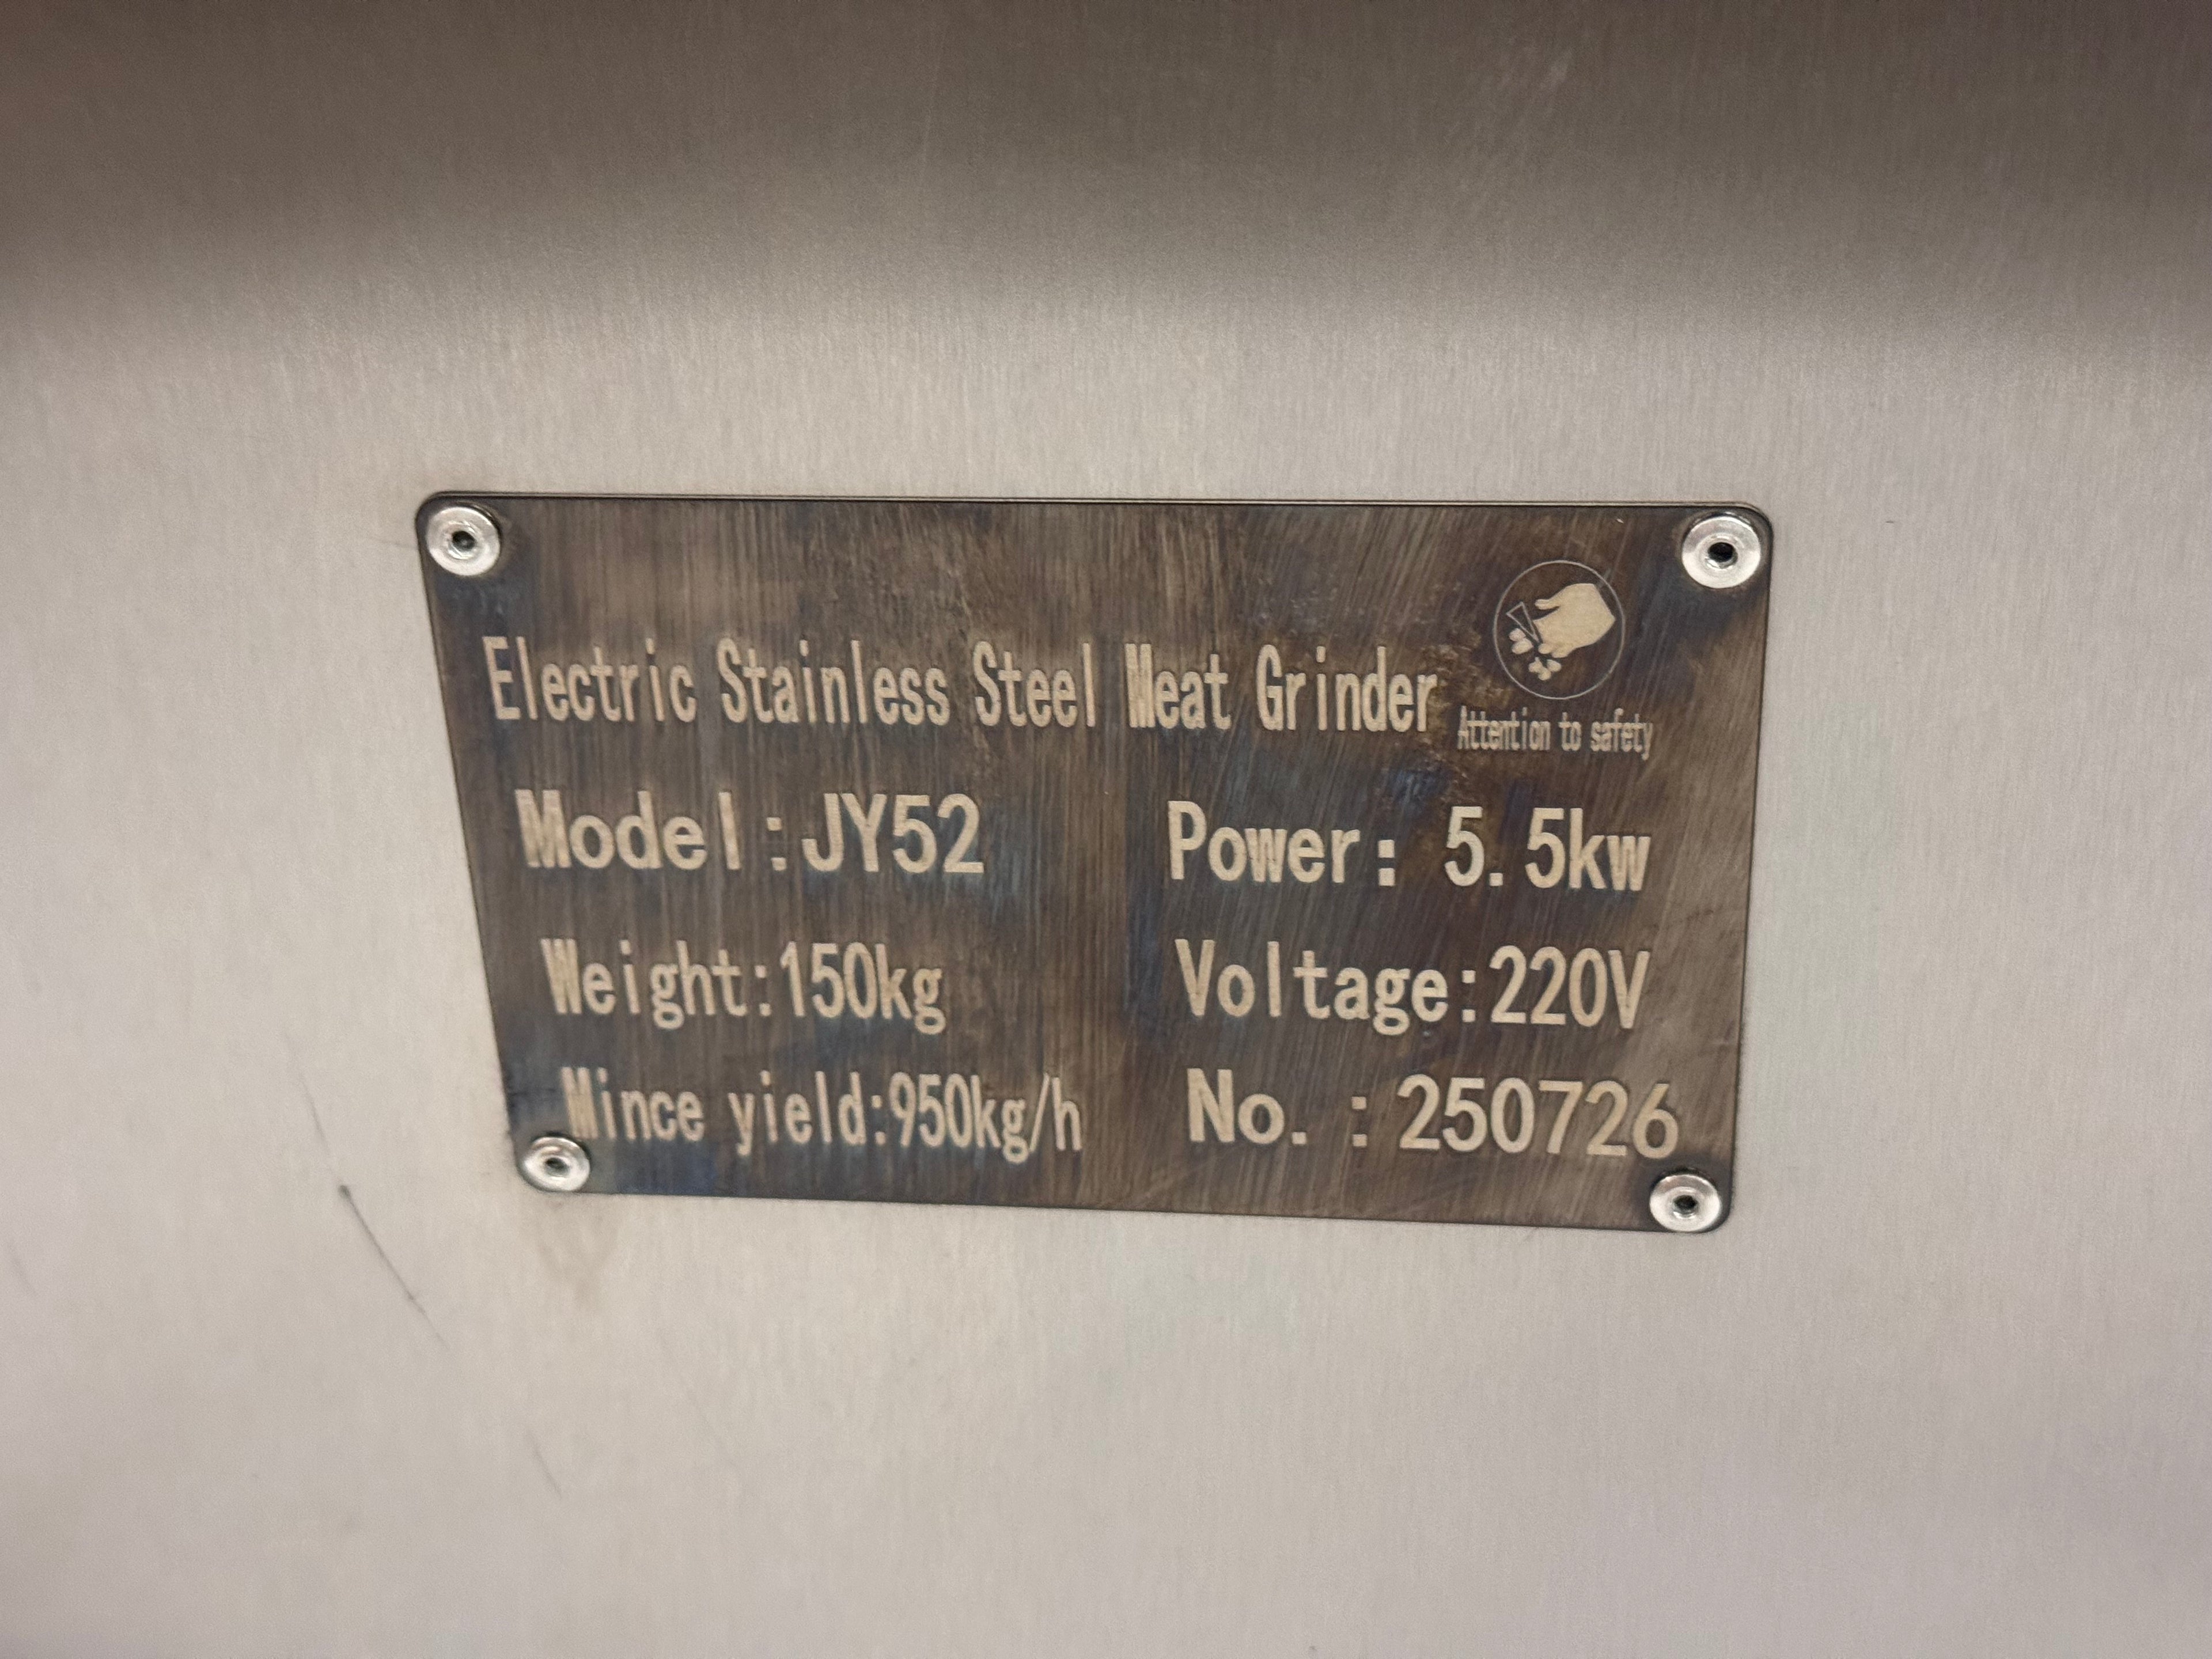 Electric Stainless Steel Meat Grinder
Attention to safety
Model:JY52 Power: 5.5kw
Weight:150kg Voltage:220V
Mince yield:950kg/h No.:250726